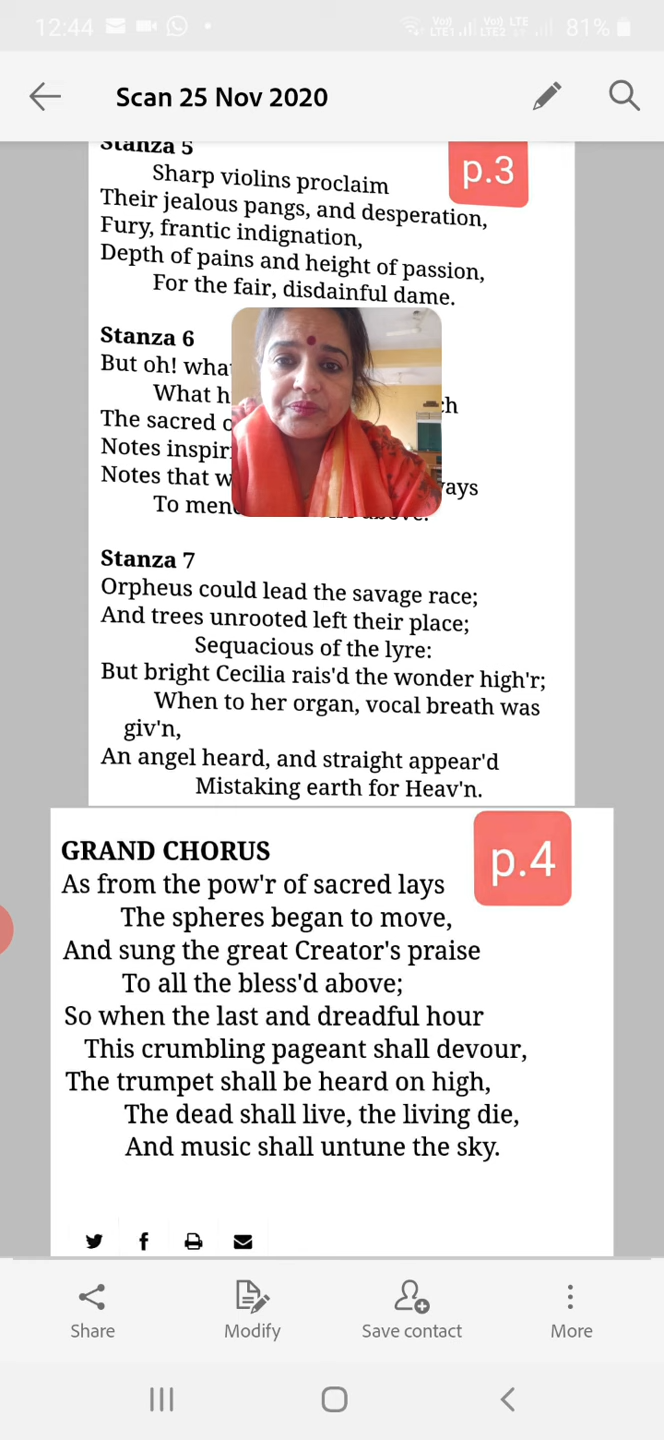 12:44
Vo) LTE1 Vo) LTE LTE2 81%
Scan 25 Nov 2020
Stanza 5
p.3
Sharp violins proclaim
Their jealous pangs, and desperation,
Fury, frantic indignation,
Depth of pains and height of passion,
For the fair, disdainful dame.
Stanza 6
But oh! wha
What h
The sacred o
Notes inspir
Notes that w ays
To men above.
Stanza 7
Orpheus could lead the savage race;
And trees unrooted left their place;
Sequacious of the lyre:
But bright Cecilia rais'd the wonder high'r;
When to her organ, vocal breath was
giv'n,
An angel heard, and straight appear'd
Mistaking earth for Heav'n.
p.4
GRAND CHORUS
As from the pow'r of sacred lays
The spheres began to move,
And sung the great Creator's praise
To all the bless'd above;
So when the last and dreadful hour
This crumbling pageant shall devour,
The trumpet shall be heard on high,
The dead shall live, the living die,
And music shall untune the sky.
Share Modify Save contact More